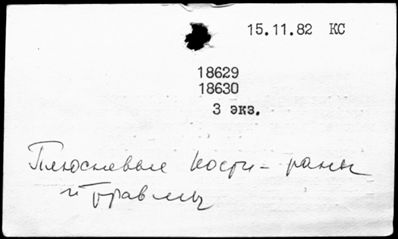 15.11.82 КС
18629
18630
3 экз.
Плюсневые кости - раны
и травмы